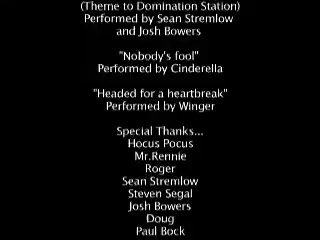 (Theme to Domination Station)
Performed by Sean Stremlow
and Josh Bowers
"Nobody's fool"
Performed by Cinderella
"Headed for a heartbreak"
Performed by Winger
Special Thanks...
Hocus Pocus
Mr.Rennie
Roger
Sean Stremlow
Steven Segal
Josh Bowers
Doug
Paul Bock